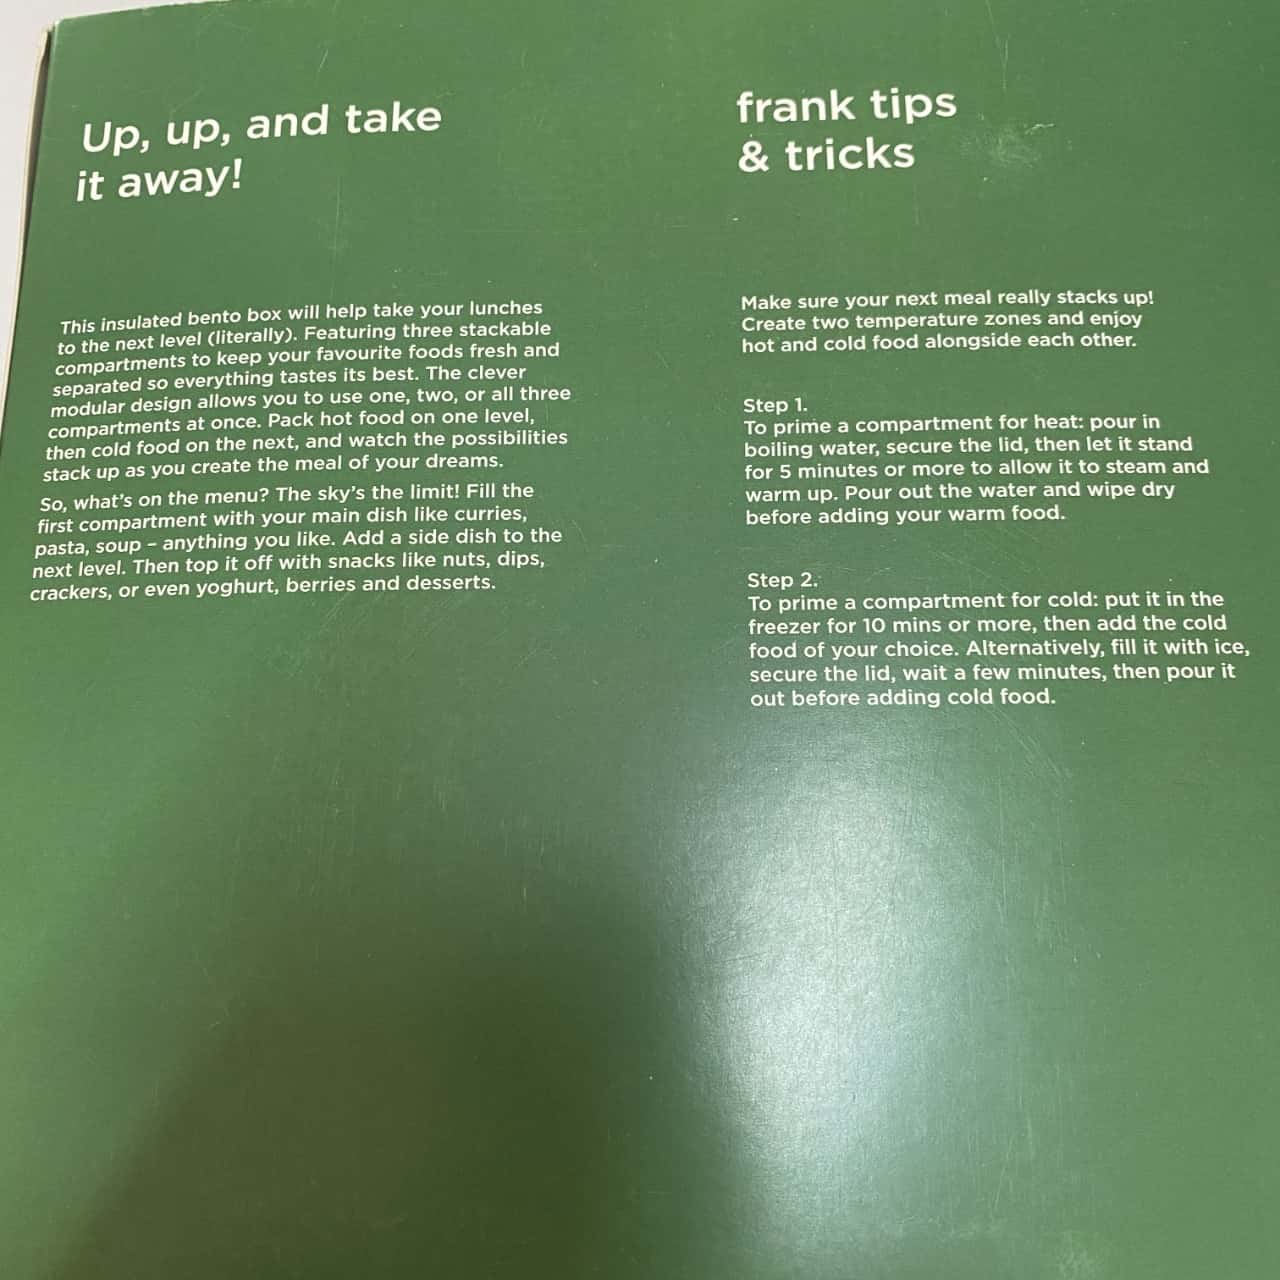 Up, up, and take
it away!
This insulated bento box will help take your lunches
to the next level (literally). Featuring three stackable
compartments to keep your favourite foods fresh and
separated so everything tastes its best. The clever
modular design allows you to use one, two, or all three
compartments at once. Pack hot food on one level,
then cold food on the next, and watch the possibilities
stack up as you create the meal of your dreams.
So, what's on the menu? The sky's the limit! Fill the
first compartment with your main dish like curries,
pasta, soup – anything you like. Add a side dish to the
next level. Then top it off with snacks like nuts, dips,
crackers, or even yoghurt, berries and desserts.
frank tips
& tricks
Make sure your next meal really stacks up!
Create two temperature zones and enjoy
hot and cold food alongside each other.
Step 1.
To prime a compartment for heat: pour in
boiling water, secure the lid, then let it stand
for 5 minutes or more to allow it to steam and
warm up. Pour out the water and wipe dry
before adding your warm food.
Step 2.
To prime a compartment for cold: put it in the
freezer for 10 mins or more, then add the cold
food of your choice. Alternatively, fill it with ice,
secure the lid, wait a few minutes, then pour it
out before adding cold food.